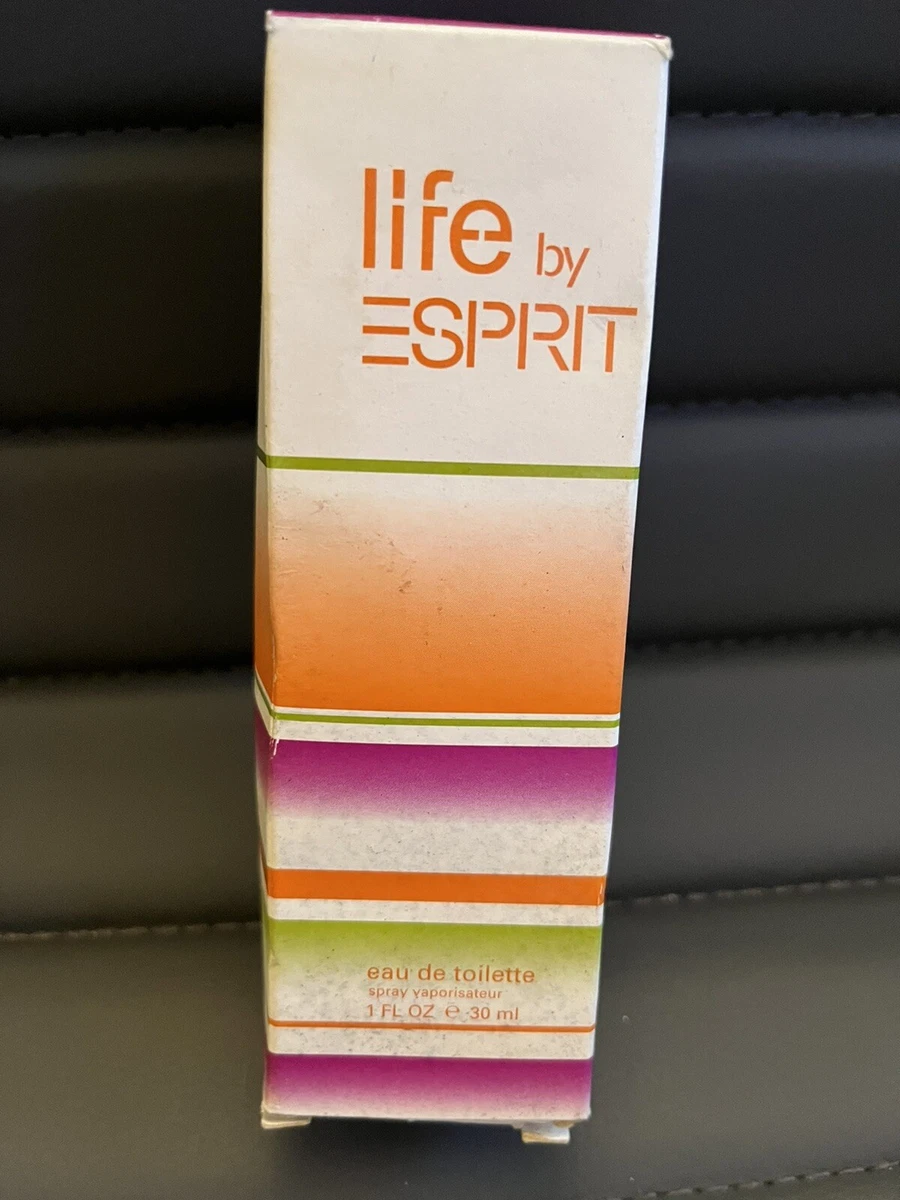 life by
ESPRIT
eau de toilette
spray vaporisateur
1 FL OZ ℮ 30 ml